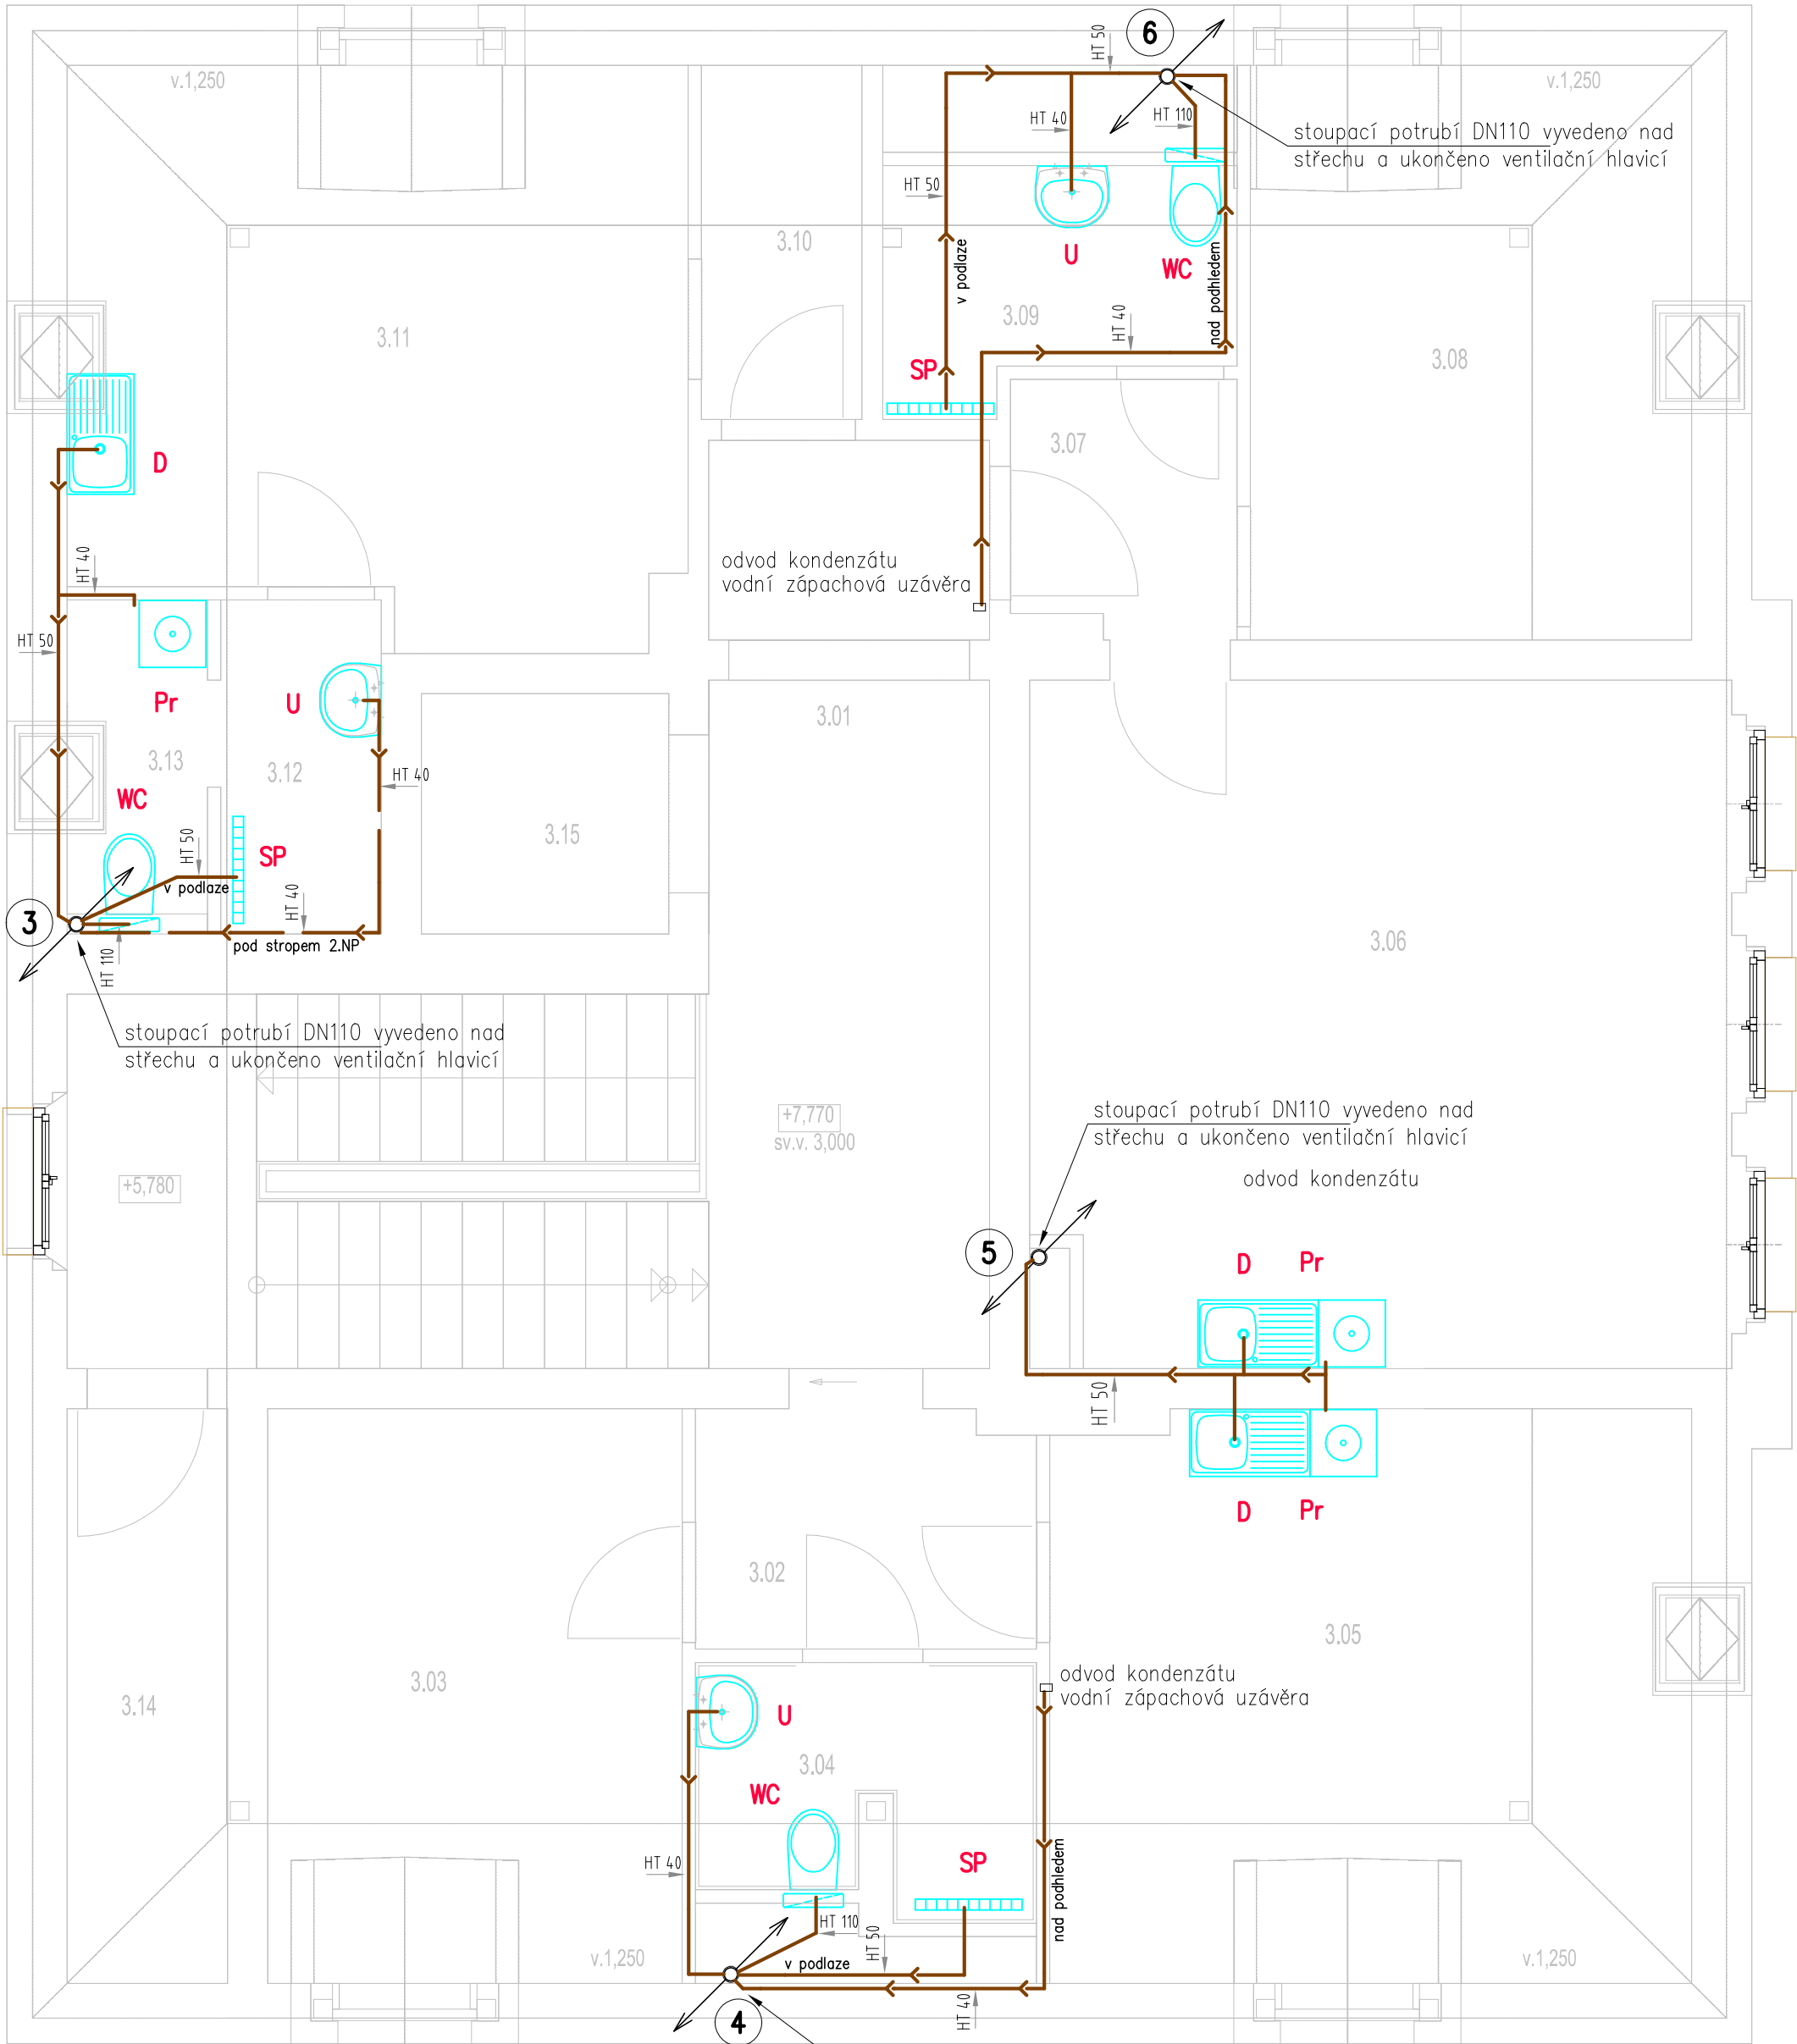 6
HT 50
v.1,250
v.1,250
HT 40
HT 110
stoupací potrubí DN110 vyvedeno nad
střechu a ukončeno ventilační hlavicí
HT 50
3.10
U
WC
v podlaze
nad podhledem
3.09
HT 40
3.11
3.08
SP
3.07
D
odvod kondenzátu
vodní zápachová uzávěra
HT 40
HT 50
Pr
U
3.01
3.13
3.12
HT 40
WC
3.15
HT 50
SP
v podlaze
HT 40
3
pod stropem 2.NP
HT 110
3.06
stoupací potrubí DN110 vyvedeno nad
střechu a ukončeno ventilační hlavicí
+7,770
sv.v. 3,000
stoupací potrubí DN110 vyvedeno nad
střechu a ukončeno ventilační hlavicí
odvod kondenzátu
+5,780
5
D
Pr
HT 50
D
Pr
3.02
3.05
3.03
3.14
odvod kondenzátu
vodní zápachová uzávěra
U
3.04
WC
HT 40
SP
nad podhledem
HT 110
HT 50
v podlaze
v.1,250
v.1,250
HT 40
4